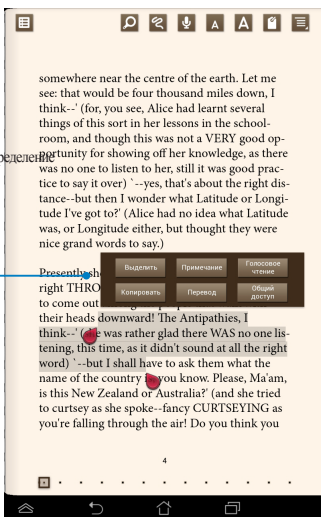 A A
somewhere near the centre of the earth. Let me
see: that would be four thousand miles down, I
think--' (for, you see, Alice had learnt several
things of this sort in her lessons in the school-
room, and though this was not a VERY good op-
ределение
portunity for showing off her knowledge, as there
was no one to listen to her, still it was good prac-
tice to say it over) `--yes, that's about the right dis-
tance--but then I wonder what Latitude or Longi-
tude I've got to?' (Alice had no idea what Latitude
was, or Longitude either, but thought they were
nice grand words to say.)
Presently sh
Выделить Примечание Голосовое чтение
right THRO
Копировать Перевод Общий доступ
to come out
their heads downward! The Antipathies, I
think--' (she was rather glad there WAS no one lis-
tening, this time, as it didn't sound at all the right
word) `--but I shall have to ask them what the
name of the country is, you know. Please, Ma'am,
is this New Zealand or Australia?' (and she tried
to curtsey as she spoke--fancy CURTSEYING as
you're falling through the air! Do you think you
4